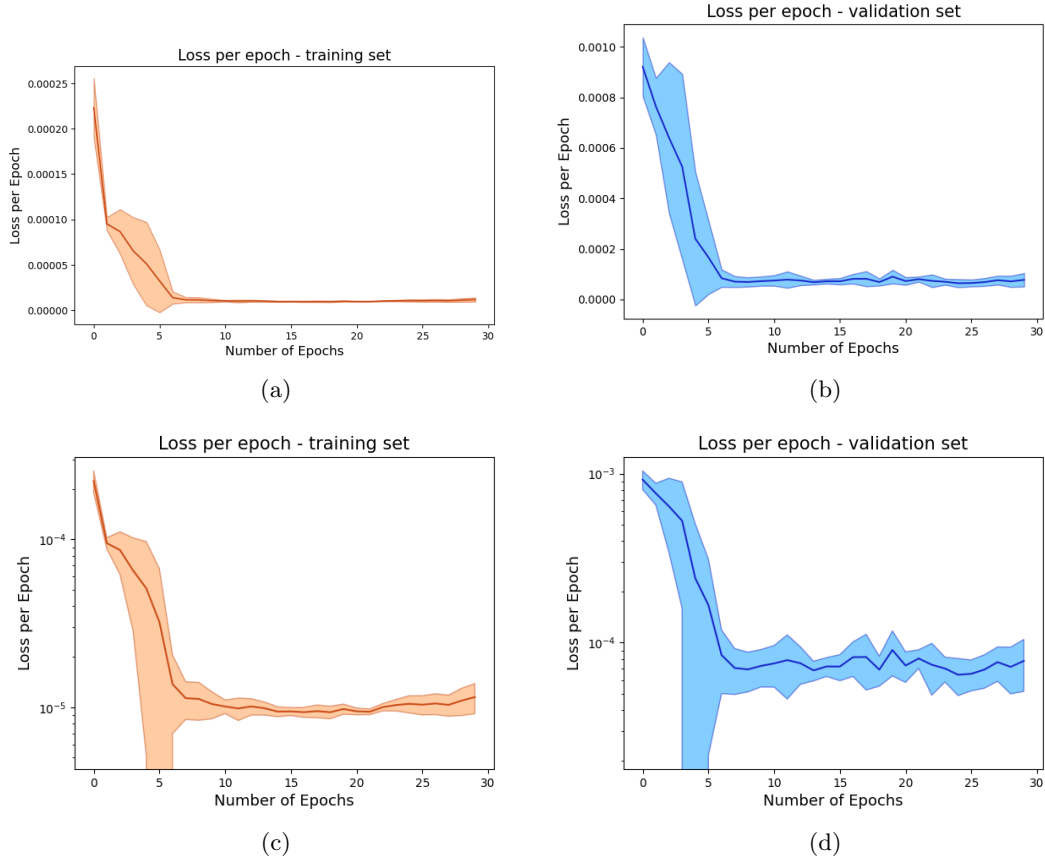 Loss per epoch - training set
Loss per Epoch
0.00025
0.00020
0.00015
0.00010
0.00005
0.00000
0 5 10 15 20 25 30
Number of Epochs
(a)
Loss per epoch - validation set
Loss per Epoch
0.0010
0.0008
0.0006
0.0004
0.0002
0.0000
0 5 10 15 20 25 30
Number of Epochs
(b)
Loss per epoch - training set
Loss per Epoch
10⁻⁴
10⁻⁵
0 5 10 15 20 25 30
Number of Epochs
(c)
Loss per epoch - validation set
Loss per Epoch
10⁻³
10⁻⁴
0 5 10 15 20 25 30
Number of Epochs
(d)